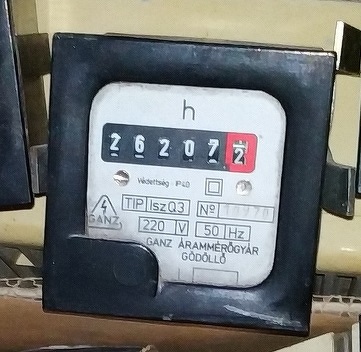 h
262072
Védettség: IP40
TIP IszQ3 №
GANZ
220 V 50 Hz
GANZ ÁRAMMÉRŐGYÁR
GÖDÖLLŐ